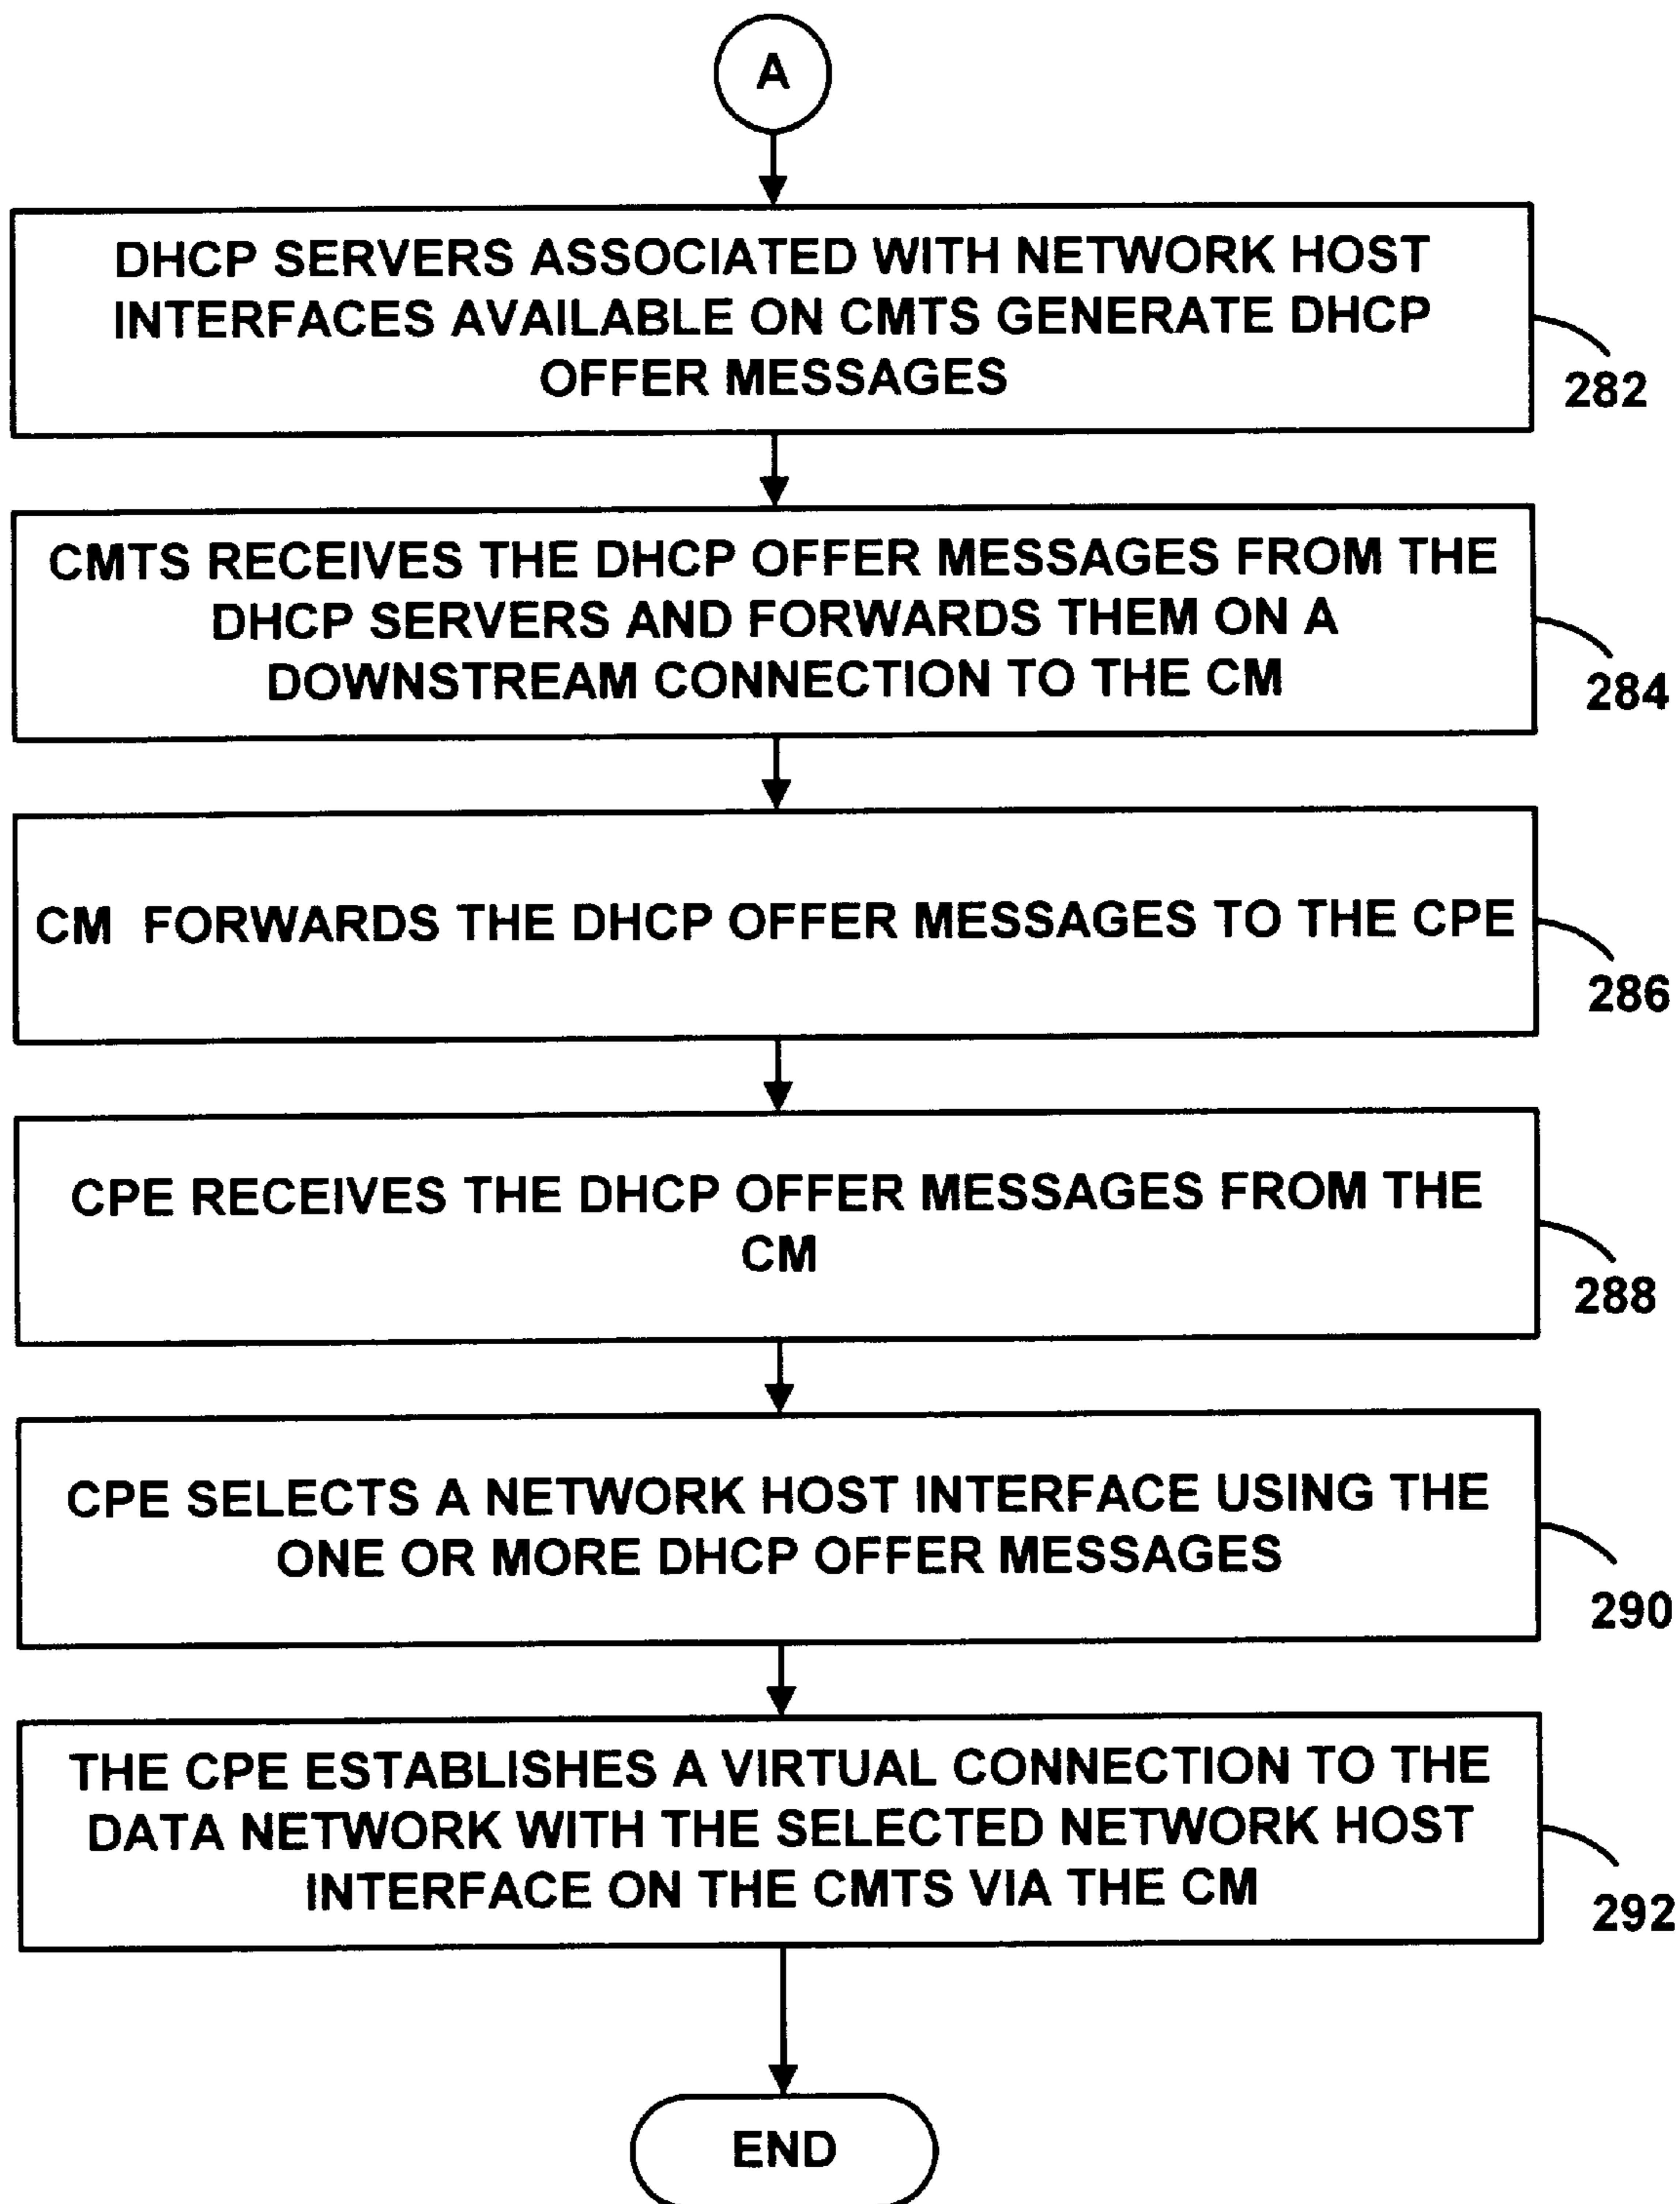 A
DHCP SERVERS ASSOCIATED WITH NETWORK HOST
INTERFACES AVAILABLE ON CMTS GENERATE DHCP
OFFER MESSAGES
282
CMTS RECEIVES THE DHCP OFFER MESSAGES FROM THE
DHCP SERVERS AND FORWARDS THEM ON A
DOWNSTREAM CONNECTION TO THE CM
284
CM FORWARDS THE DHCP OFFER MESSAGES TO THE CPE
286
CPE RECEIVES THE DHCP OFFER MESSAGES FROM THE
CM
288
CPE SELECTS A NETWORK HOST INTERFACE USING THE
ONE OR MORE DHCP OFFER MESSAGES
290
THE CPE ESTABLISHES A VIRTUAL CONNECTION TO THE
DATA NETWORK WITH THE SELECTED NETWORK HOST
INTERFACE ON THE CMTS VIA THE CM
292
END